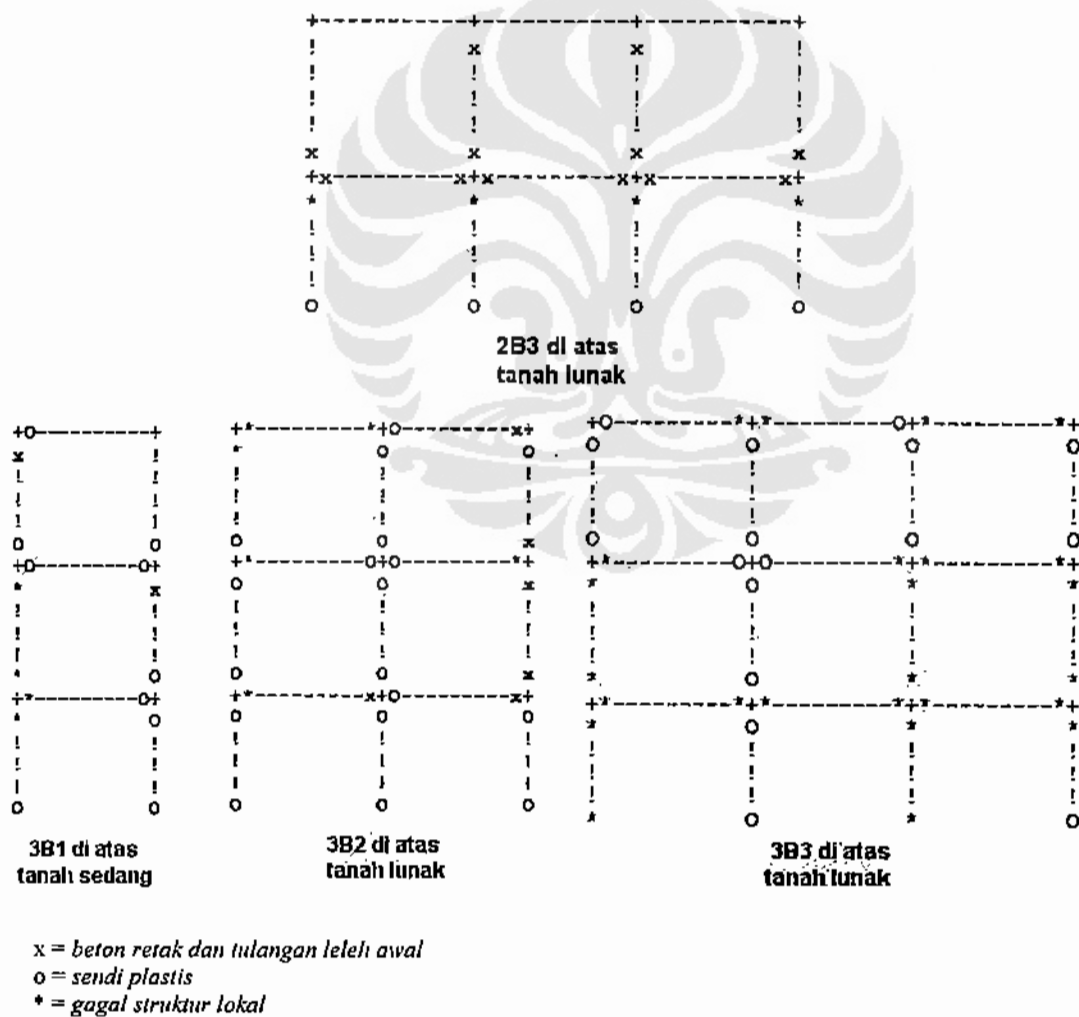 2B3 di atas
tanah lunak
3B1 di atas
tanah sedang
3B2 di atas
tanah lunak
3B3 di atas
tanah lunak
x = beton retak dan tulangan leleh awal
o = sendi plastis
* = gagal struktur lokal